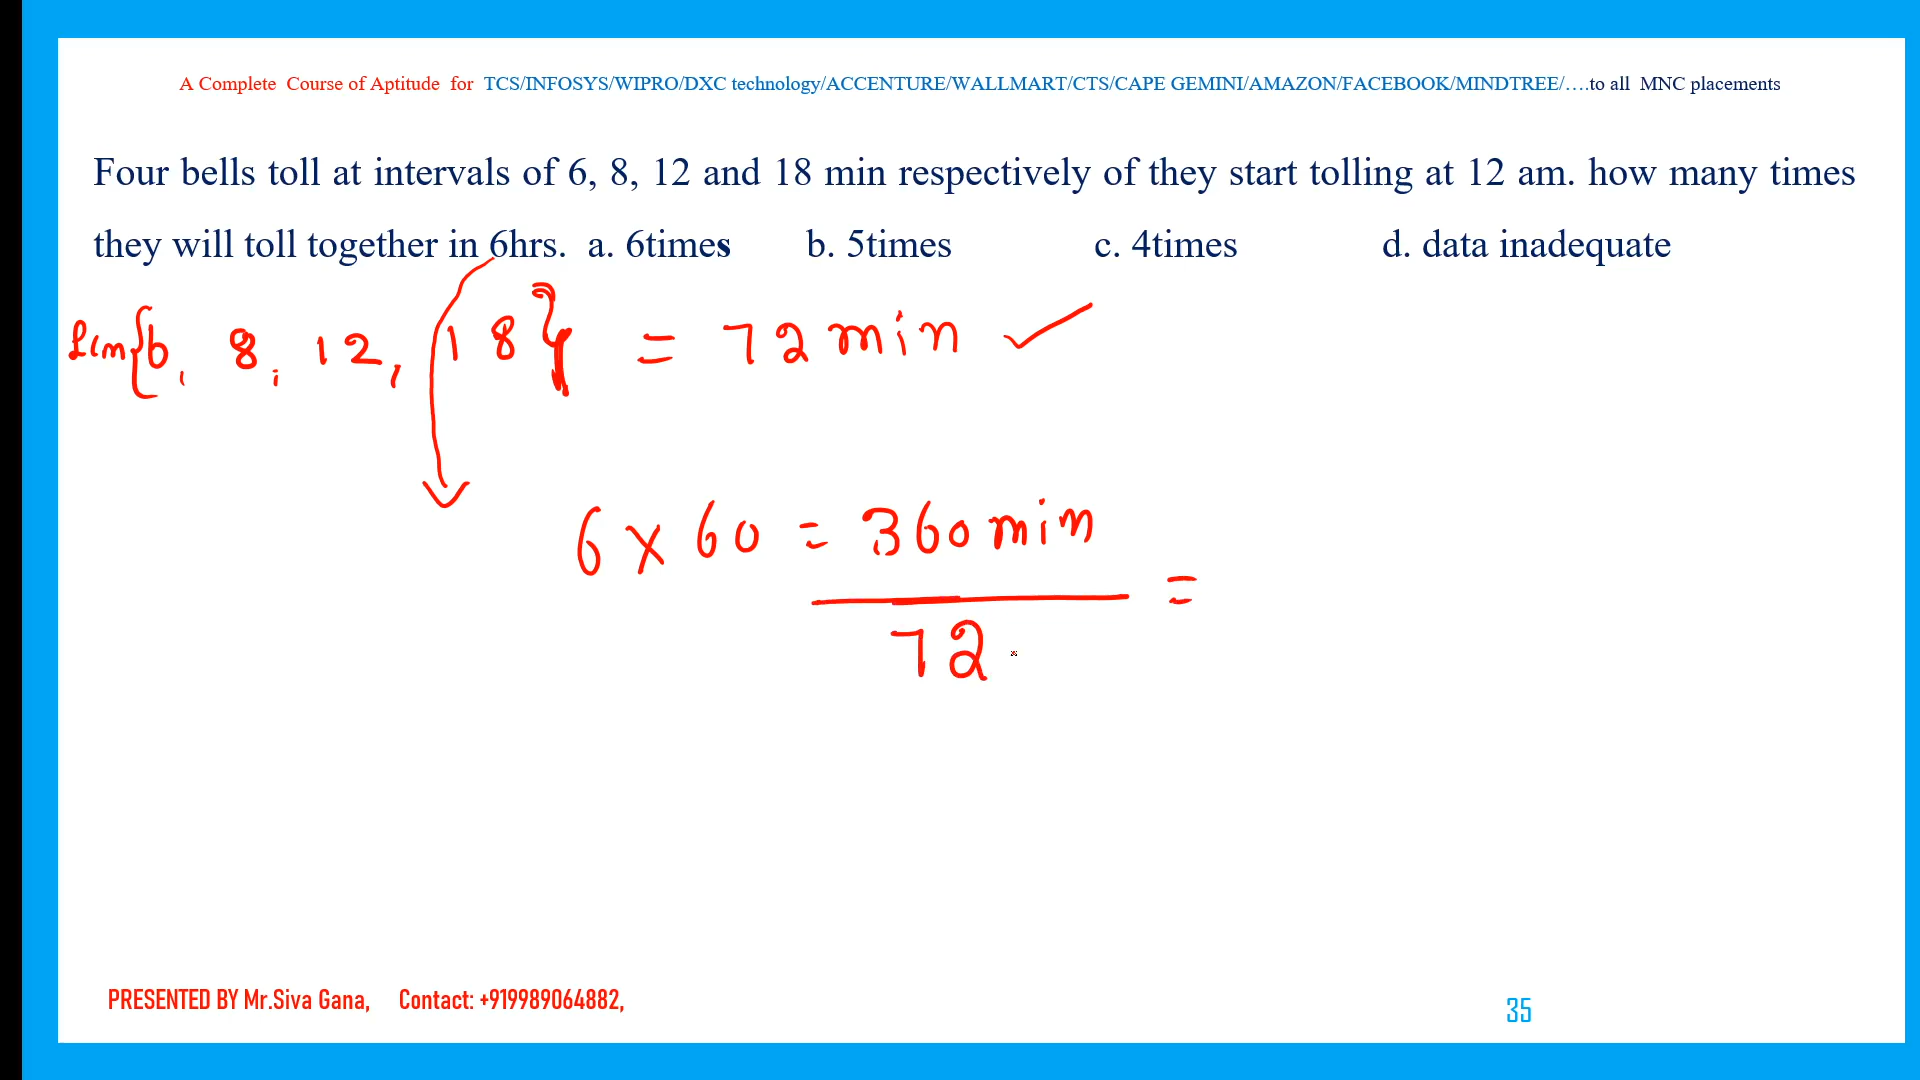 A Complete Course of Aptitude for TCS/INFOSYS/WIPRO/DXC technology/ACCENTURE/WALLMART/CTS/CAPE GEMINI/AMAZON/FACEBOOK/MINDTREE/….to all MNC placements
Four bells toll at intervals of 6, 8, 12 and 18 min respectively of they start tolling at 12 am. how many times
they will toll together in 6hrs. a. 6times b. 5times c. 4times d. data inadequate
Lcm{6, 8, 12, 18} = 72 min ✓
6 × 60 = 360 min
=
72
PRESENTED BY Mr.Siva Gana, Contact: +919989064882,
35